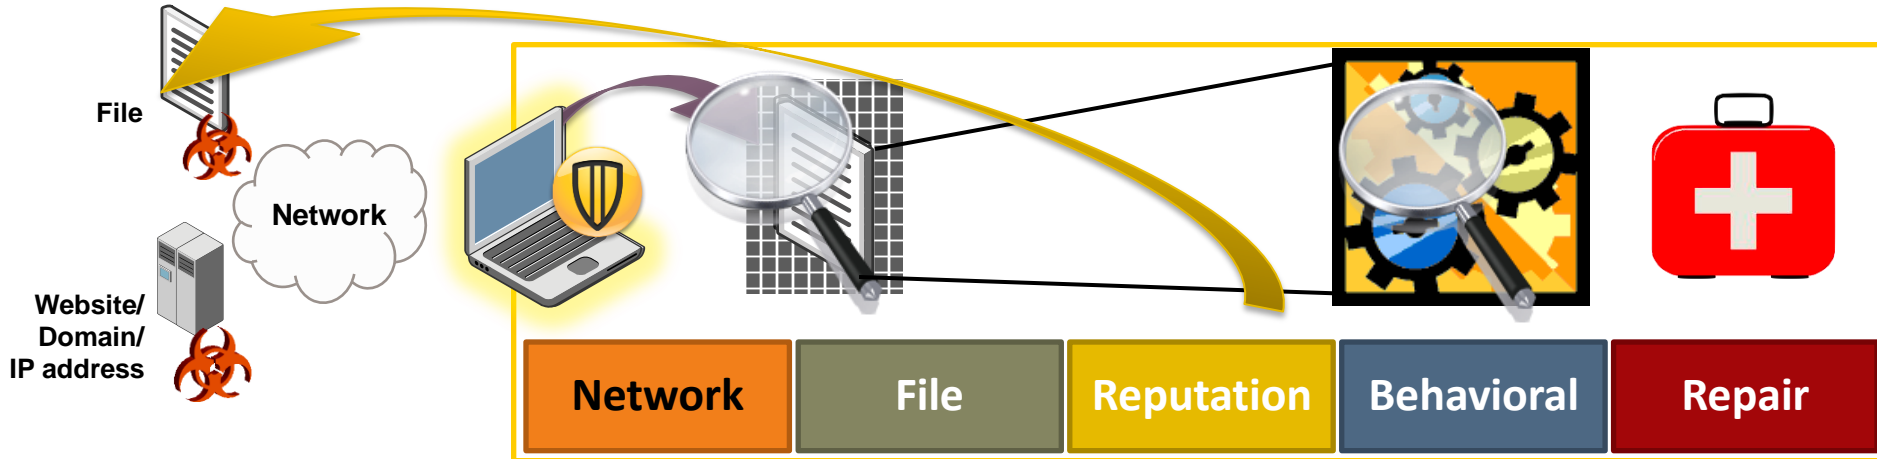 File
Network
Website/
Domain/
IP address
Network
File
Reputation
Behavioral
Repair